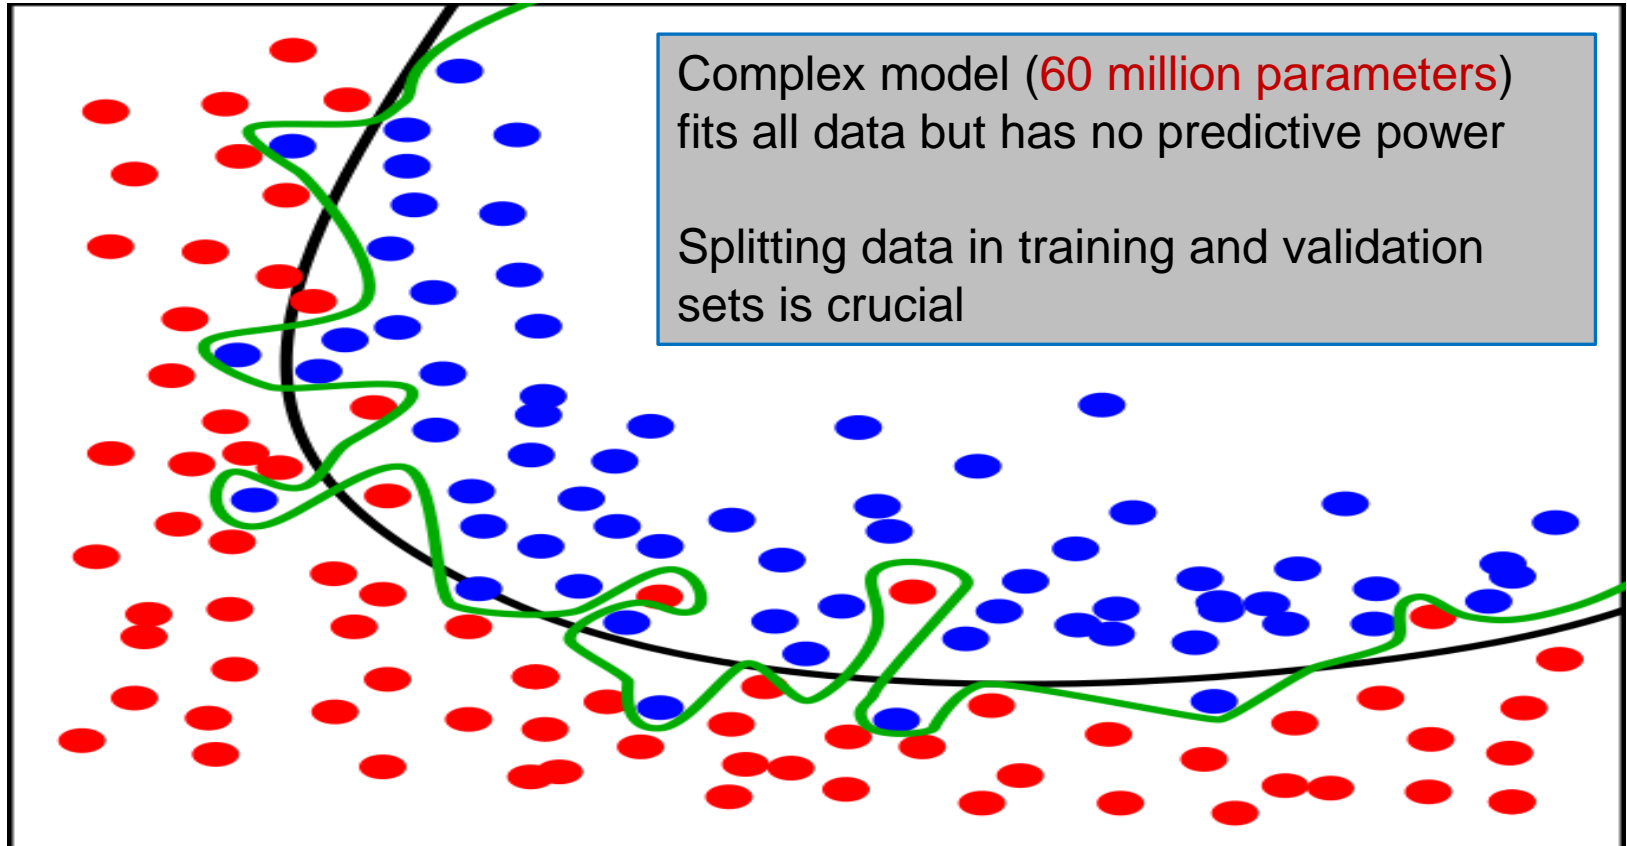 Complex model (60 million parameters)
fits all data but has no predictive power
Splitting data in training and validation
sets is crucial